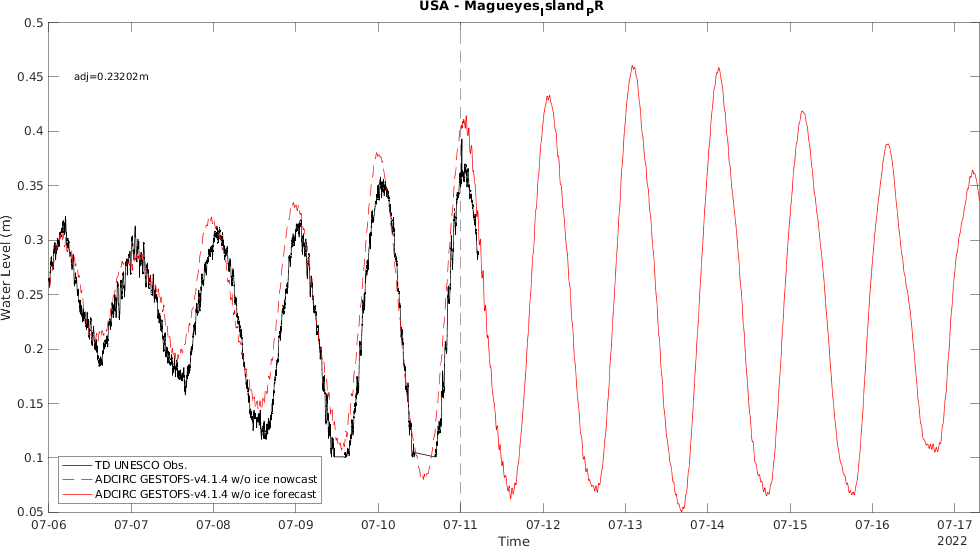 USA - Magueyes_Island_PR
0.5
0.45
adj=0.23202m
0.4
0.35
0.3
0.25
0.2
0.15
0.1
0.05
Water Level (m)
TD UNESCO Obs.
ADCIRC GESTOFS-v4.1.4 w/o ice nowcast
ADCIRC GESTOFS-v4.1.4 w/o ice forecast
07-06 07-07 07-08 07-09 07-10 07-11 07-12 07-13 07-14 07-15 07-16 07-17
Time
2022